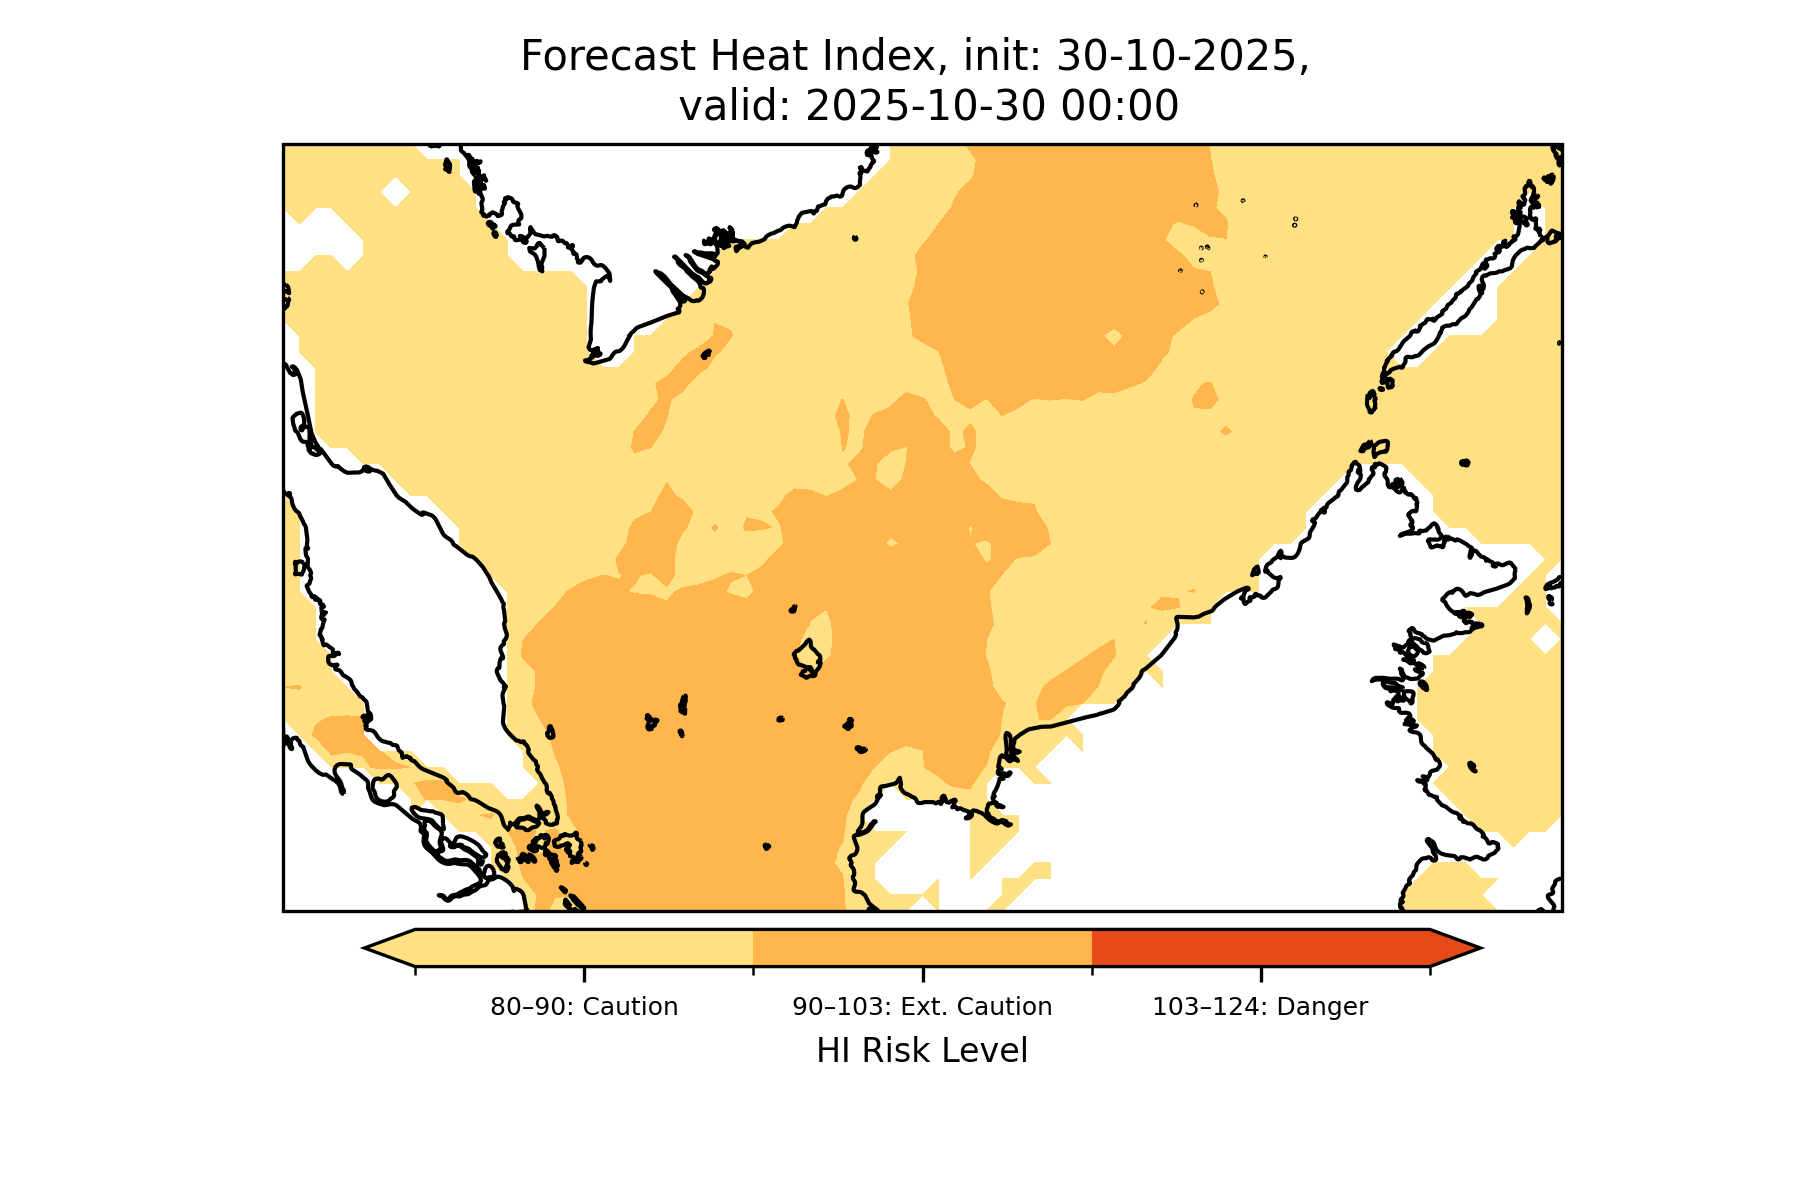 Forecast Heat Index, init: 30-10-2025,
valid: 2025-10-30 00:00
80–90: Caution
90–103: Ext. Caution
103–124: Danger
HI Risk Level